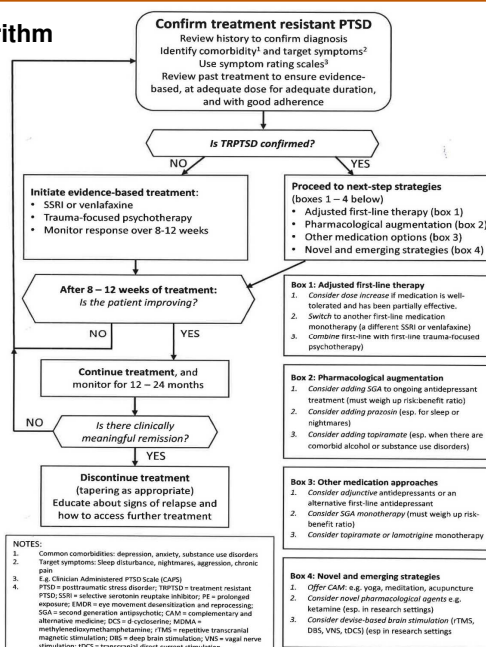 rithm
Confirm treatment resistant PTSD
Review history to confirm diagnosis
Identify comorbidity¹ and target symptoms²
Use symptom rating scales³
Review past treatment to ensure evidence-
based, at adequate dose for adequate duration,
and with good adherence
Is TRPTSD confirmed?
NO
YES
Initiate evidence-based treatment:
• SSRI or venlafaxine
• Trauma-focused psychotherapy
• Monitor response over 8-12 weeks
Proceed to next-step strategies
(boxes 1 – 4 below)
• Adjusted first-line therapy (box 1)
• Pharmacological augmentation (box 2)
• Other medication options (box 3)
• Novel and emerging strategies (box 4)
After 8 – 12 weeks of treatment:
Is the patient improving?
NO
YES
Continue treatment, and
monitor for 12 – 24 months
NO
Is there clinically
meaningful remission?
YES
Discontinue treatment
(tapering as appropriate)
Educate about signs of relapse and
how to access further treatment
Box 1: Adjusted first-line therapy
1. Consider dose increase if medication is well-
tolerated and has been partially effective.
2. Switch to another first-line medication
monotherapy (a different SSRI or venlafaxine)
3. Combine first-line with first-line trauma-focused
psychotherapy)
Box 2: Pharmacological augmentation
1. Consider adding SGA to ongoing antidepressant
treatment (must weigh up risk:benefit ratio)
2. Consider adding prazosin (esp. for sleep or
nightmares)
3. Consider adding topiramate (esp. when there are
comorbid alcohol or substance use disorders)
Box 3: Other medication approaches
1. Consider adjunctive antidepressants or an
alternative first-line antidepressant
2. Consider SGA monotherapy (must weigh up risk-
benefit ratio)
3. Consider topiramate or lamotrigine monotherapy
Box 4: Novel and emerging strategies
1. Offer CAM: e.g. yoga, meditation, acupuncture
2. Consider novel pharmacological agents e.g.
ketamine (esp. in research settings)
3. Consider devise-based brain stimulation (rTMS,
DBS, VNS, tDCS) (esp in research settings
NOTES:
1. Common comorbidities: depression, anxiety, substance use disorders
2. Target symptoms: Sleep disturbance, nightmares, aggression, chronic
pain
3. E.g. Clinician Administered PTSD Scale (CAPS)
4. PTSD = posttraumatic stress disorder; TRPTSD = treatment resistant
PTSD; SSRI = selective serotonin reuptake inhibitor; PE = prolonged
exposure; EMDR = eye movement desensitization and reprocessing;
SGA = second generation antipsychotic; CAM = complementary and
alternative medicine; DCS = d-cycloserine; MDMA =
methylenedioxymethamphetamine; rTMS = repetitive transcranial
magnetic stimulation; DBS = deep brain stimulation; VNS = vagal nerve
stimulation; tDCS = transcranial direct current stimulation